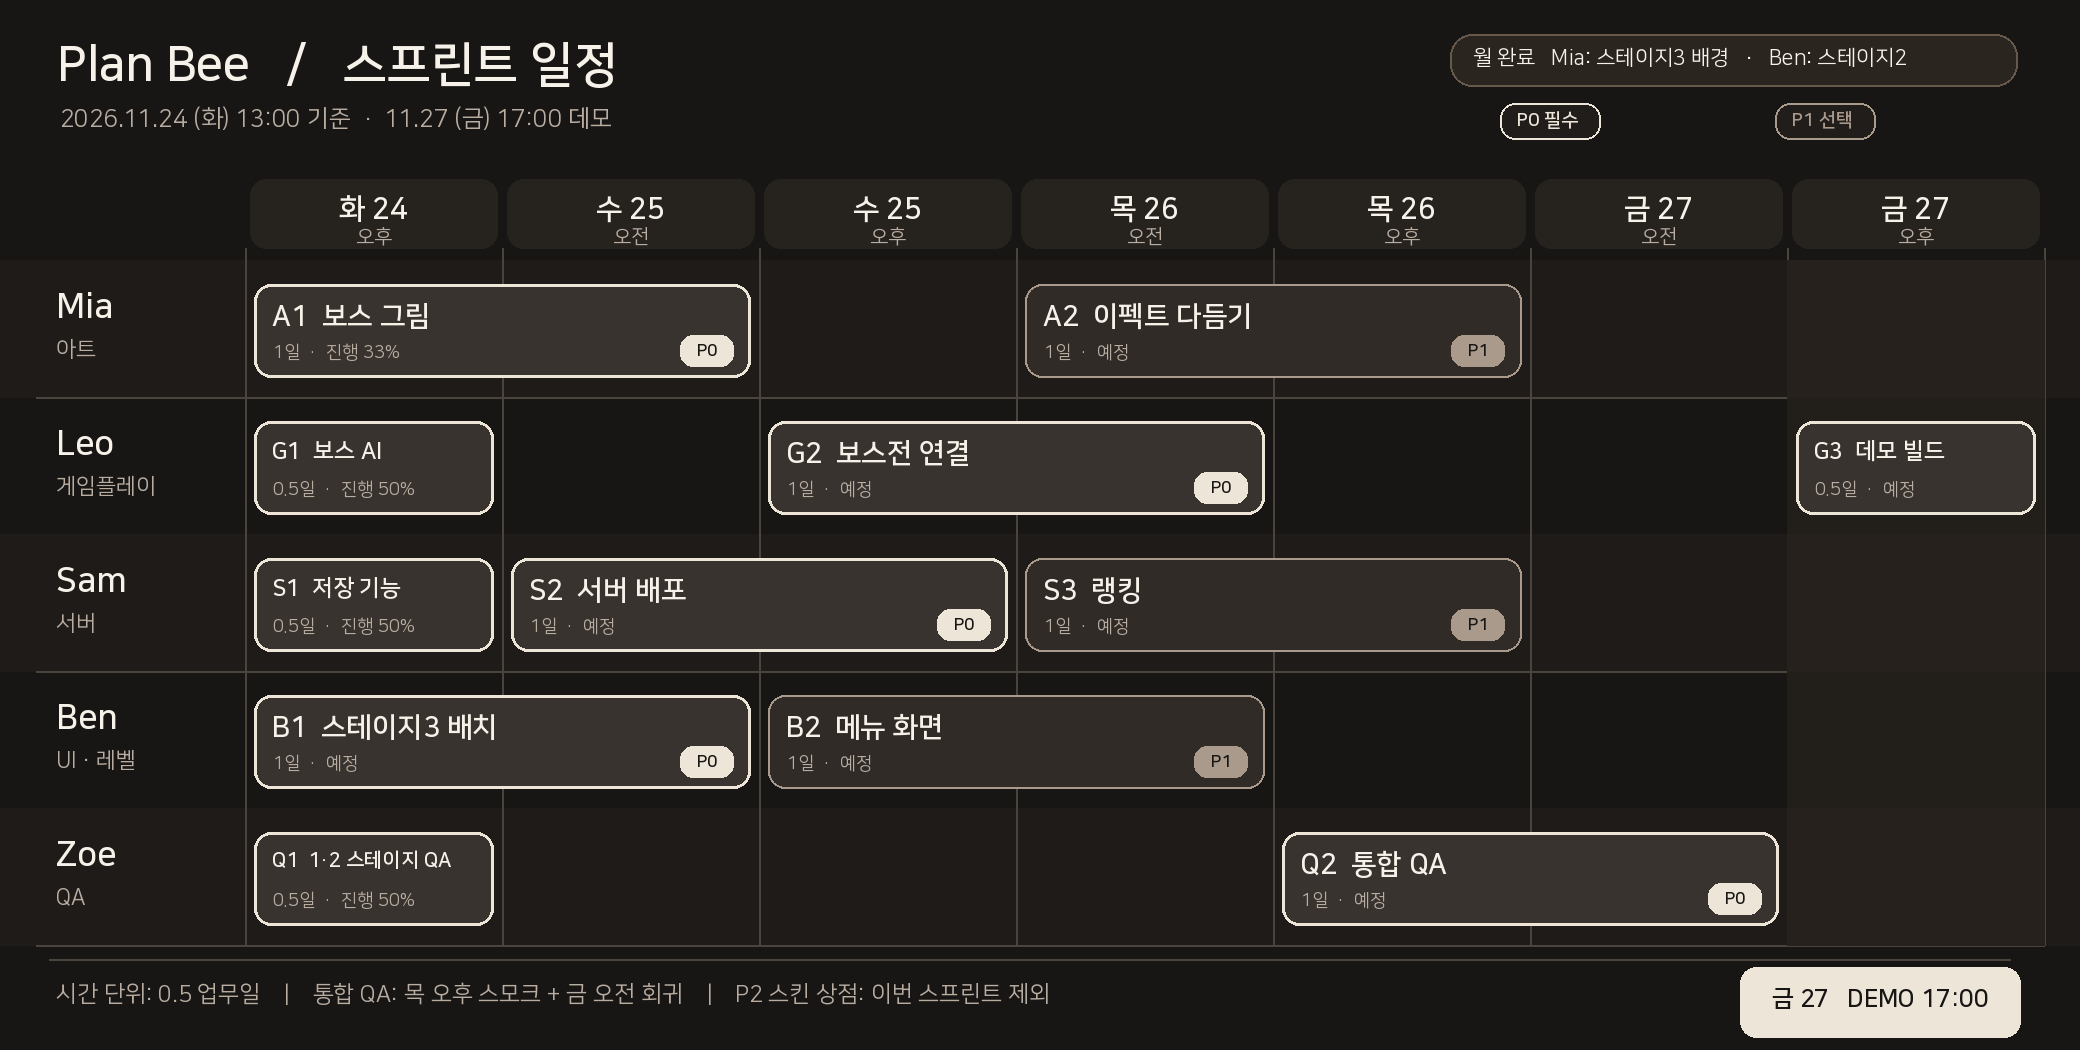 Plan Bee / 스프린트 일정
2026.11.24 (화) 13:00 기준 · 11.27 (금) 17:00 데모
월 완료 Mia: 스테이지3 배경 · Ben: 스테이지2
P0 필수
P1 선택
화 24
오후
수 25
오전
수 25
오후
목 26
오전
목 26
오후
금 27
오전
금 27
오후
Mia
아트
A1 보스 그림
1일 · 진행 33%
P0
A2 이펙트 다듬기
1일 · 예정
P1
Leo
게임플레이
G1 보스 AI
0.5일 · 진행 50%
G2 보스전 연결
1일 · 예정
P0
G3 데모 빌드
0.5일 · 예정
Sam
서버
S1 저장 기능
0.5일 · 진행 50%
S2 서버 배포
1일 · 예정
P0
S3 랭킹
1일 · 예정
P1
Ben
UI · 레벨
B1 스테이지3 배치
1일 · 예정
P0
B2 메뉴 화면
1일 · 예정
P1
Zoe
QA
Q1 1·2 스테이지 QA
0.5일 · 진행 50%
Q2 통합 QA
1일 · 예정
P0
시간 단위: 0.5 업무일 | 통합 QA: 목 오후 스모크 + 금 오전 회귀 | P2 스킨 상점: 이번 스프린트 제외
금 27 DEMO 17:00